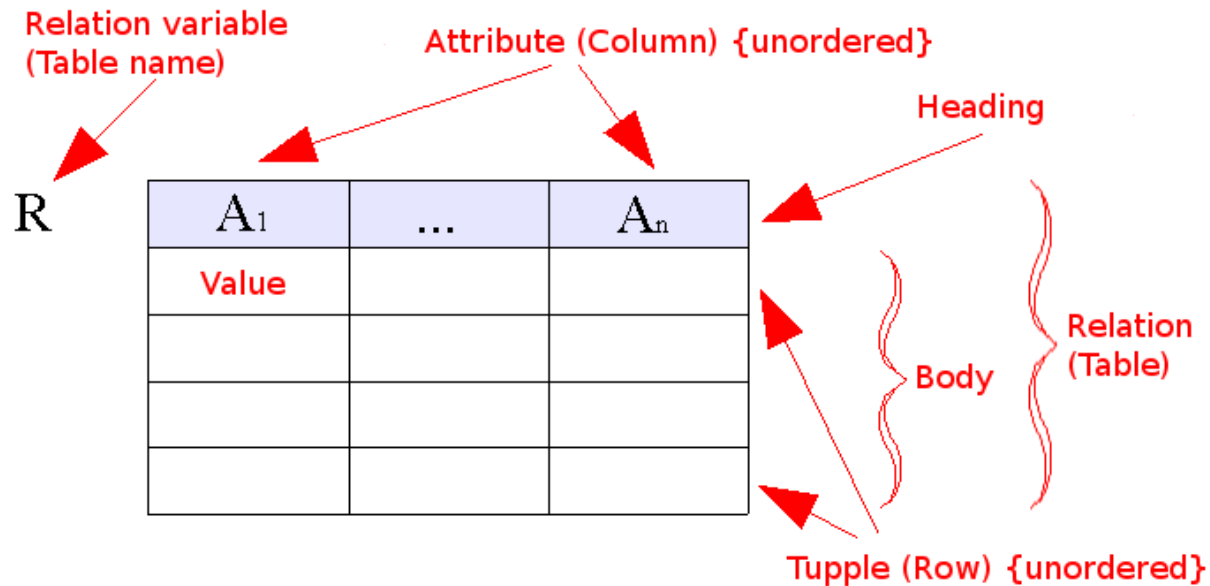 Relation variable
(Table name)
Attribute (Column) {unordered}
Heading
R
A1
...
An
Value
Relation
(Table)
Body
Tupple (Row) {unordered}